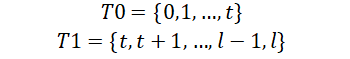 T0 = {0,1, …, t}
T1 = {t, t + 1, …, l − 1, l}